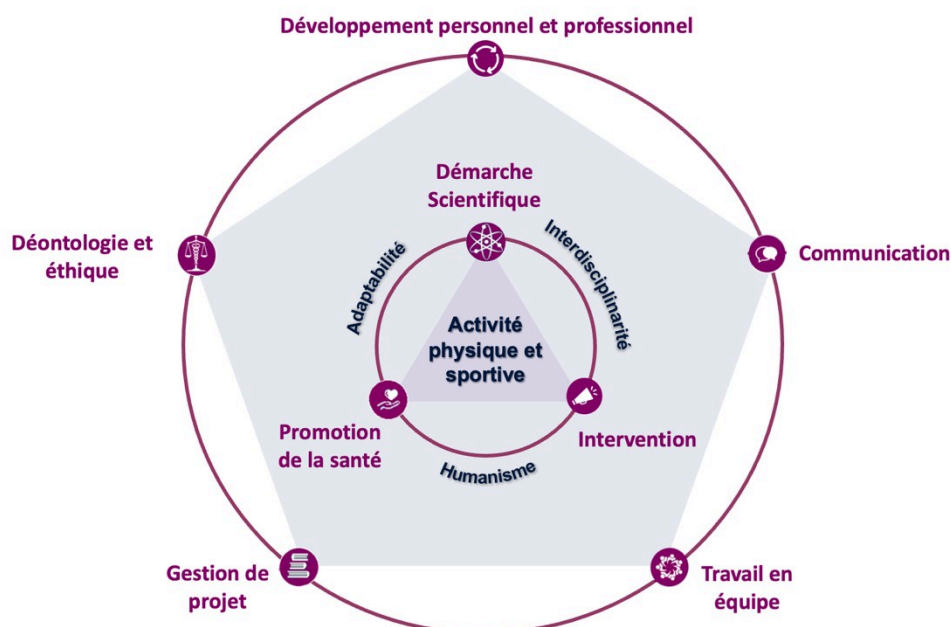 Développement personnel et professionnel
Démarche
Scientifique
Déontologie et
éthique
Adaptabilité
Interdisciplinarité
Communication
Activité
physique et
sportive
Promotion
de la santé
Intervention
Humanisme
Gestion de
projet
Travail en
équipe